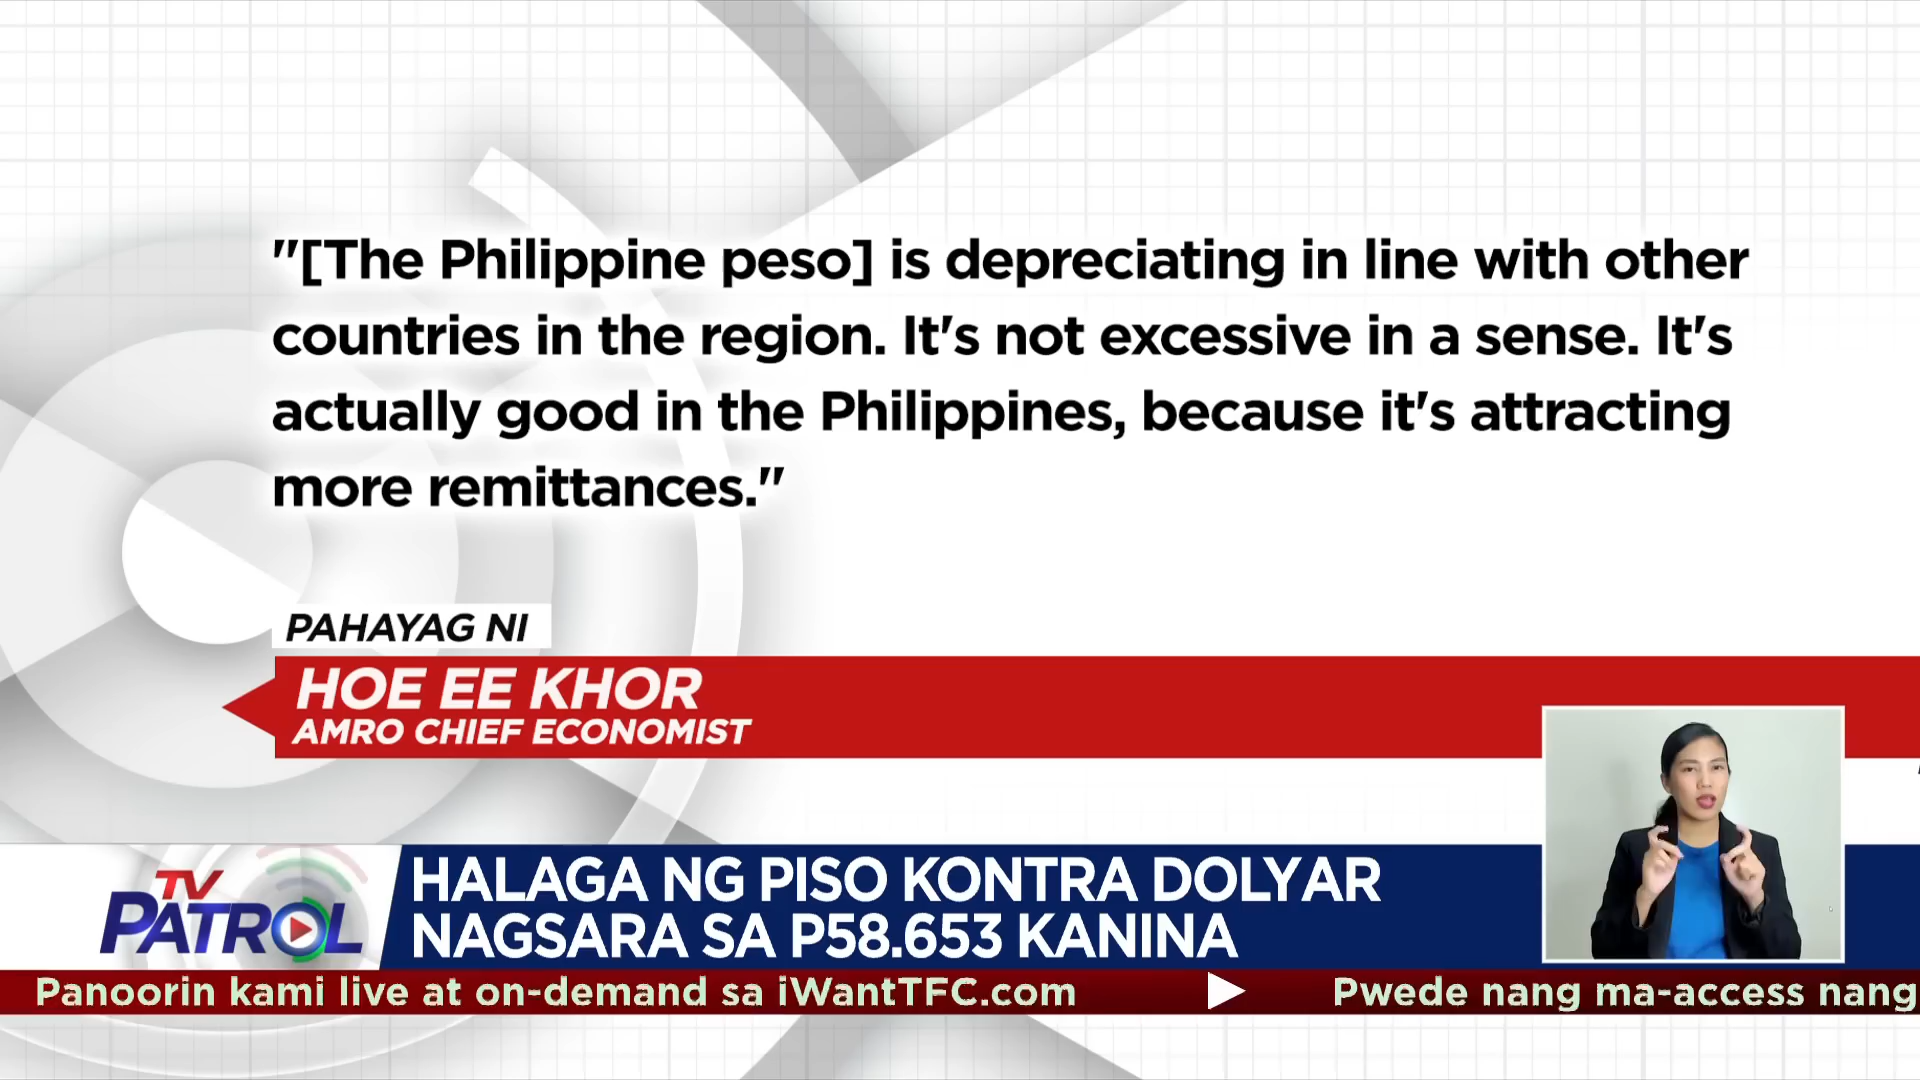 "[The Philippine peso] is depreciating in line with other
countries in the region. It's not excessive in a sense. It's
actually good in the Philippines, because it's attracting
more remittances."
PAHAYAG NI
HOE EE KHOR
AMRO CHIEF ECONOMIST
TV
PATROL
HALAGA NG PISO KONTRA DOLYAR
NAGSARA SA P58.653 KANINA
Panoorin kami live at on-demand sa iWantTFC.com
Pwede nang ma-access nang